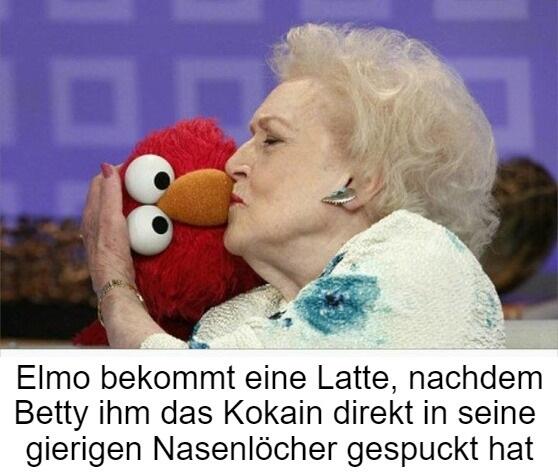 Elmo bekommt eine Latte, nachdem
Betty ihm das Kokain direkt in seine
gierigen Nasenlöcher gespuckt hat